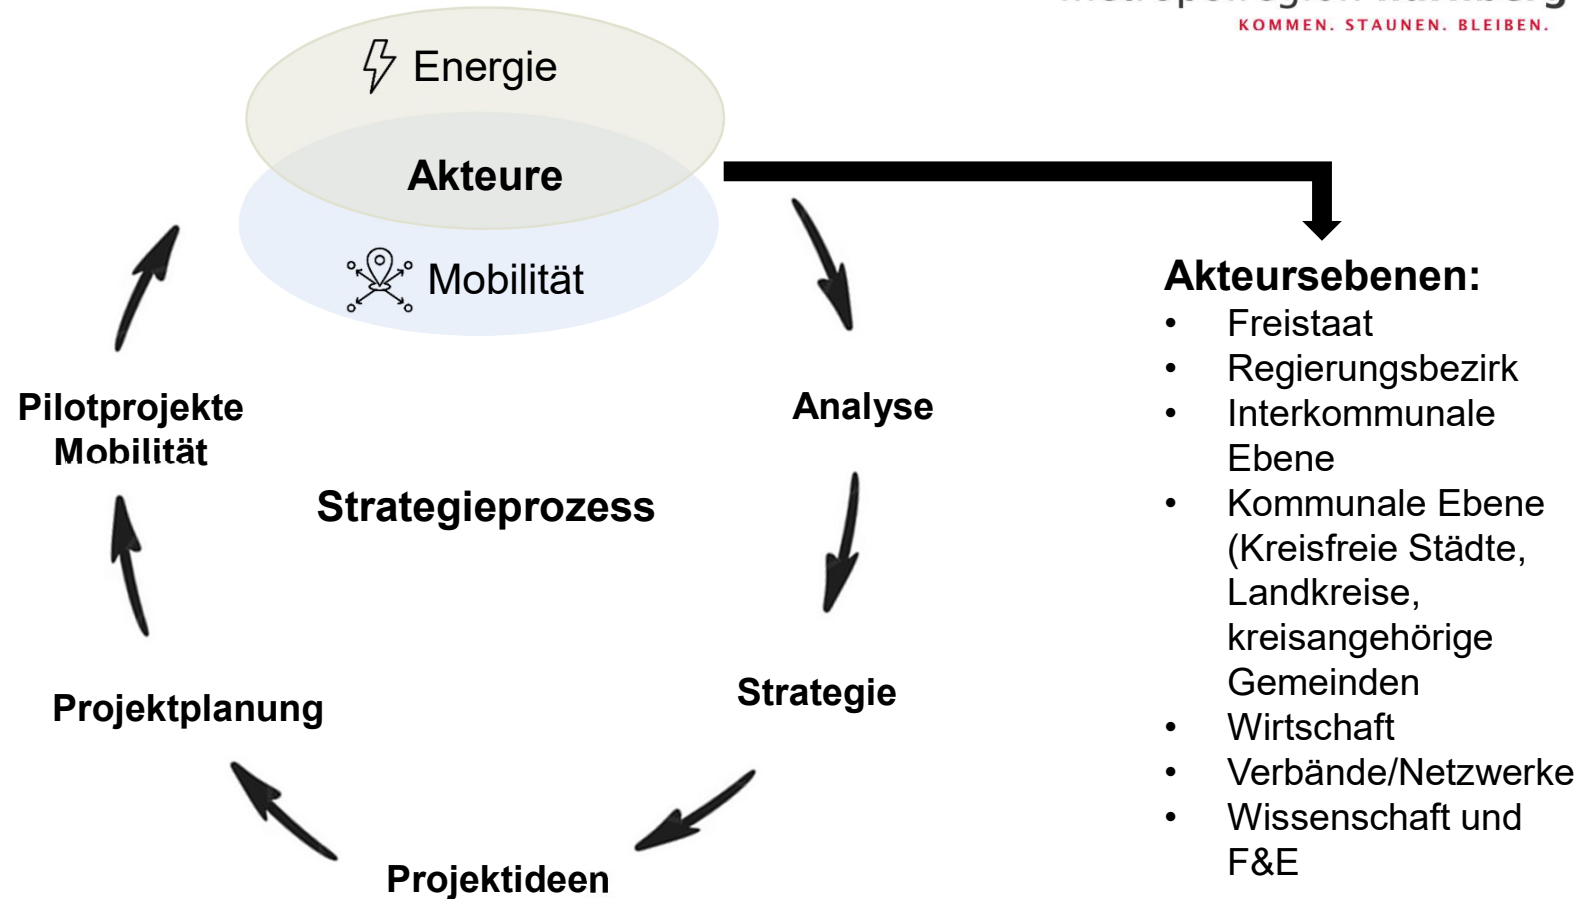 KOMMEN. STAUNEN. BLEIBEN.
Energie
Akteure
Mobilität
Analyse
Strategie
Projektideen
Projektplanung
Pilotprojekte
Mobilität
Strategieprozess
Akteursebenen:
• Freistaat
• Regierungsbezirk
• Interkommunale
Ebene
• Kommunale Ebene
(Kreisfreie Städte,
Landkreise,
kreisangehörige
Gemeinden
• Wirtschaft
• Verbände/Netzwerke
• Wissenschaft und
F&E